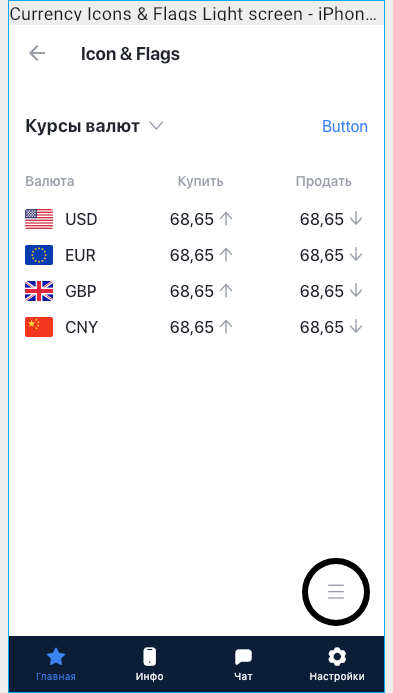 Currency Icons & Flags Light screen - iPhon...
Icon & Flags
Курсы валют Button
Валюта Купить Продать
USD 68,65 68,65
EUR 68,65 68,65
GBP 68,65 68,65
CNY 68,65 68,65
Главная Инфо Чат Настройки